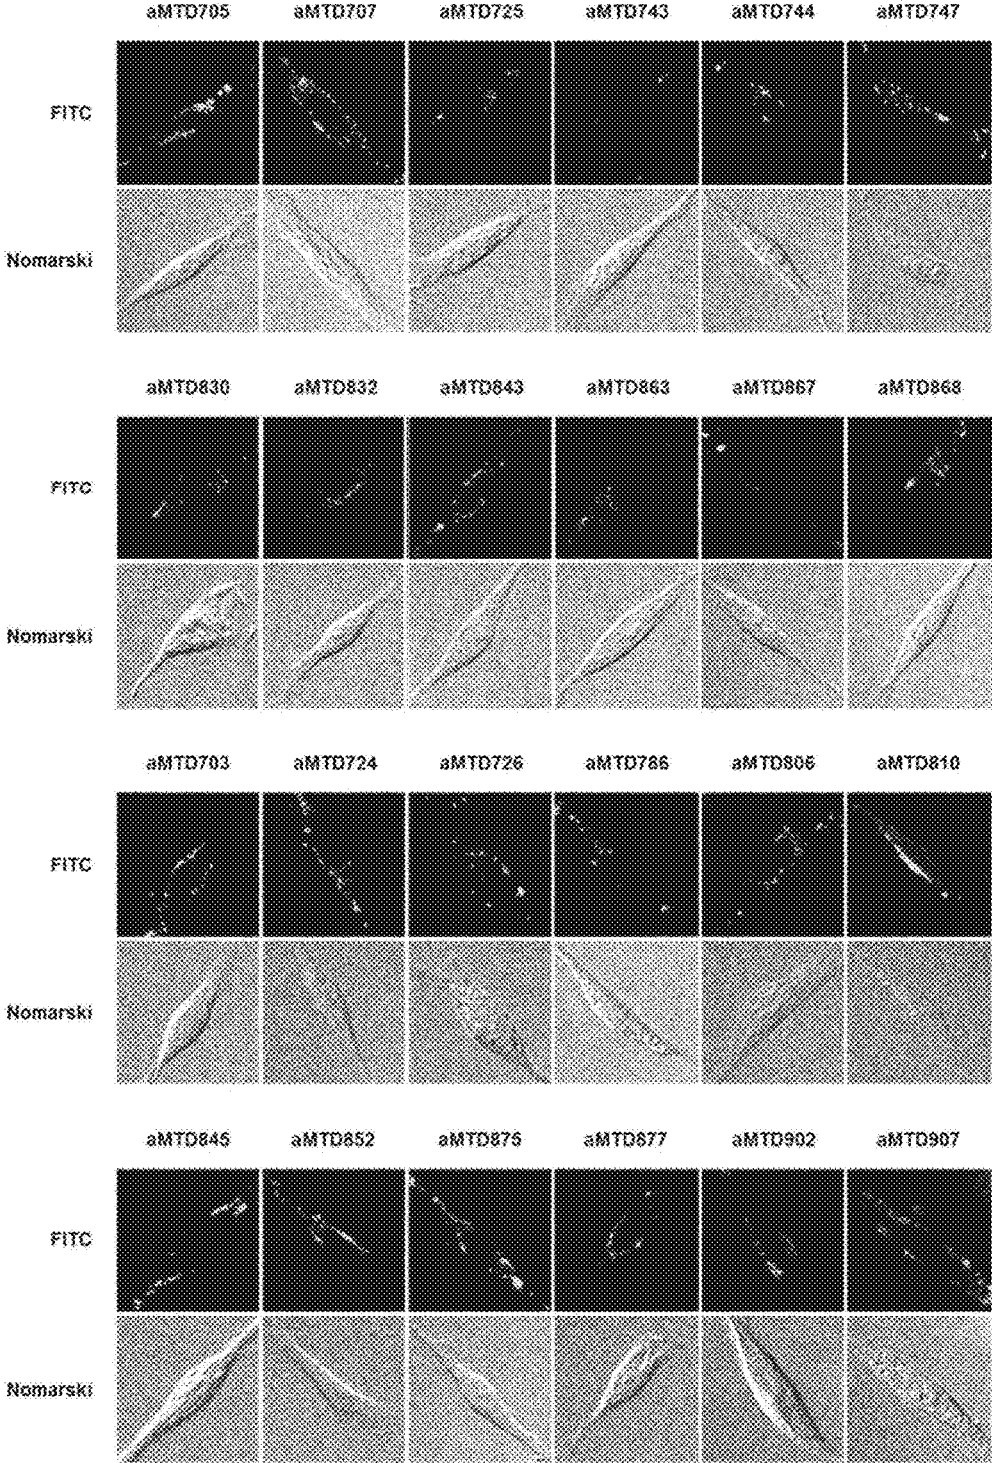 aMTD705 aMTD707 aMTD725 aMTD743 aMTD744 aMTD747
FITC
Nomarski
aMTD830 aMTD832 aMTD843 aMTD863 aMTD867 aMTD868
FITC
Nomarski
aMTD703 aMTD724 aMTD726 aMTD786 aMTD806 aMTD810
FITC
Nomarski
aMTD845 aMTD852 aMTD875 aMTD877 aMTD902 aMTD907
FITC
Nomarski